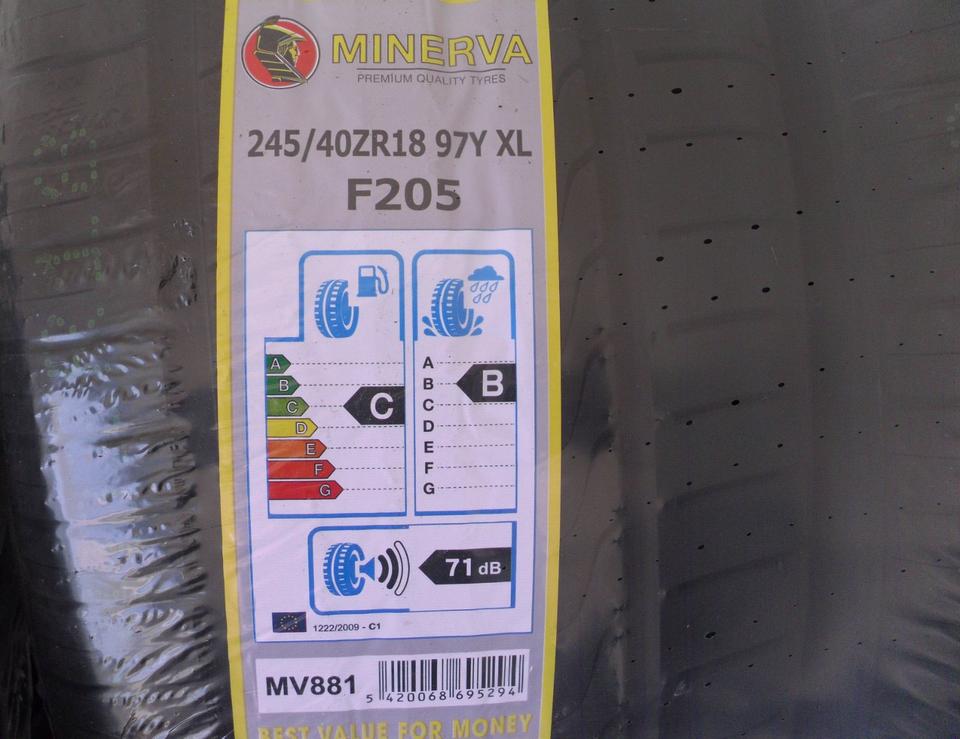 MINERVA
PREMIUM QUALITY TYRES
245/40ZR18 97Y XL
F205
A
B
C
D
E
F
G
C
A
B
C
D
E
F
G
B
71 dB
1222/2009 - C1
MV881
5 420068 695294
BEST VALUE FOR MONEY